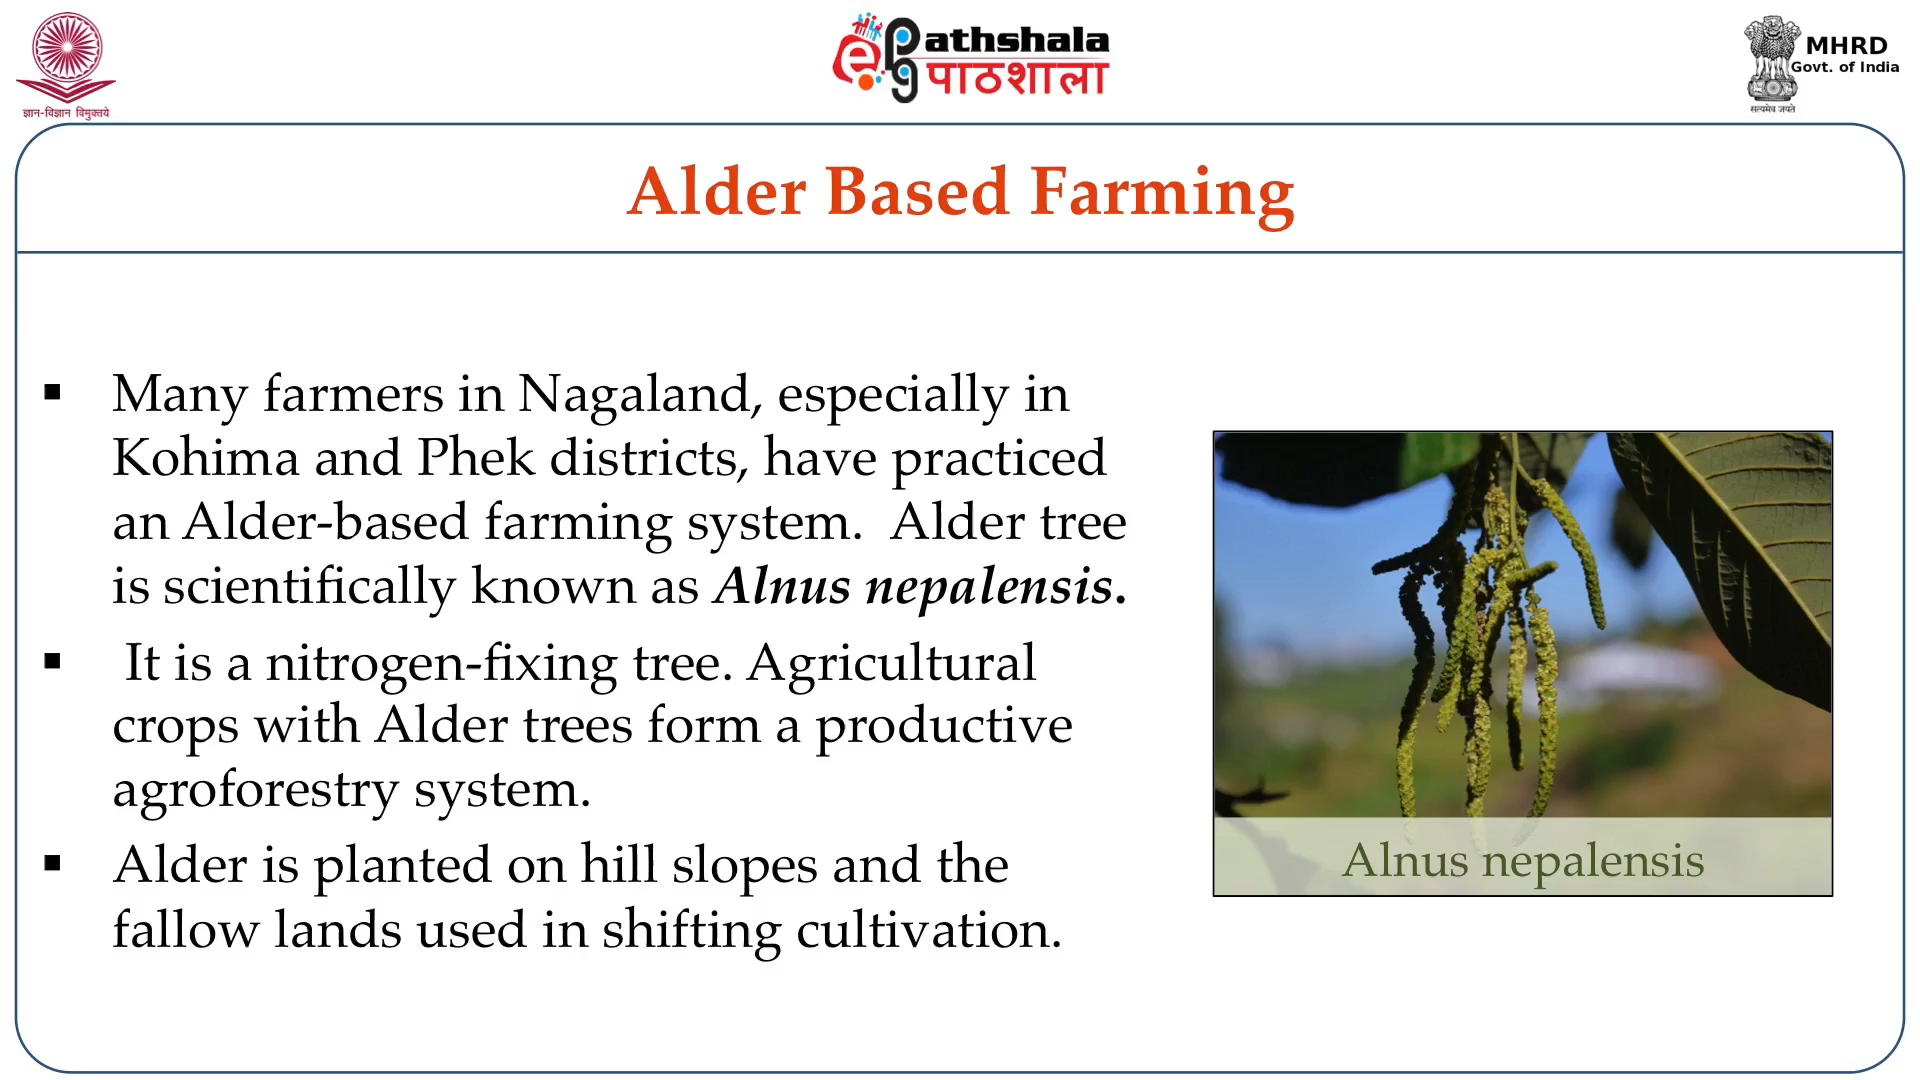 ज्ञान-विज्ञान विमुक्तये
ePathshala
पाठशाला
MHRD
Govt. of India
सत्यमेव जयते
Alder Based Farming
▪ Many farmers in Nagaland, especially in
Kohima and Phek districts, have practiced
an Alder-based farming system. Alder tree
is scientifically known as Alnus nepalensis.
▪ It is a nitrogen-fixing tree. Agricultural
crops with Alder trees form a productive
agroforestry system.
▪ Alder is planted on hill slopes and the
fallow lands used in shifting cultivation.
Alnus nepalensis